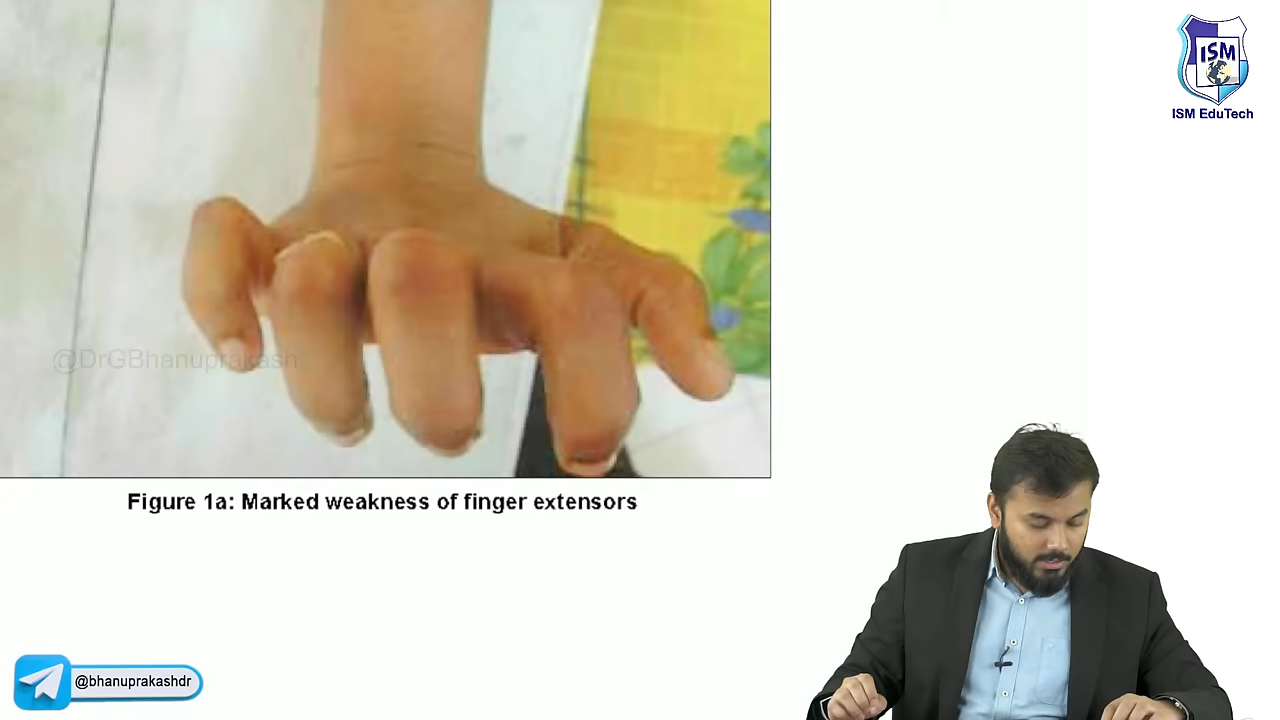 ISM
ISM EduTech
@DrGBhanuprakash
Figure 1a: Marked weakness of finger extensors
@bhanuprakashdr